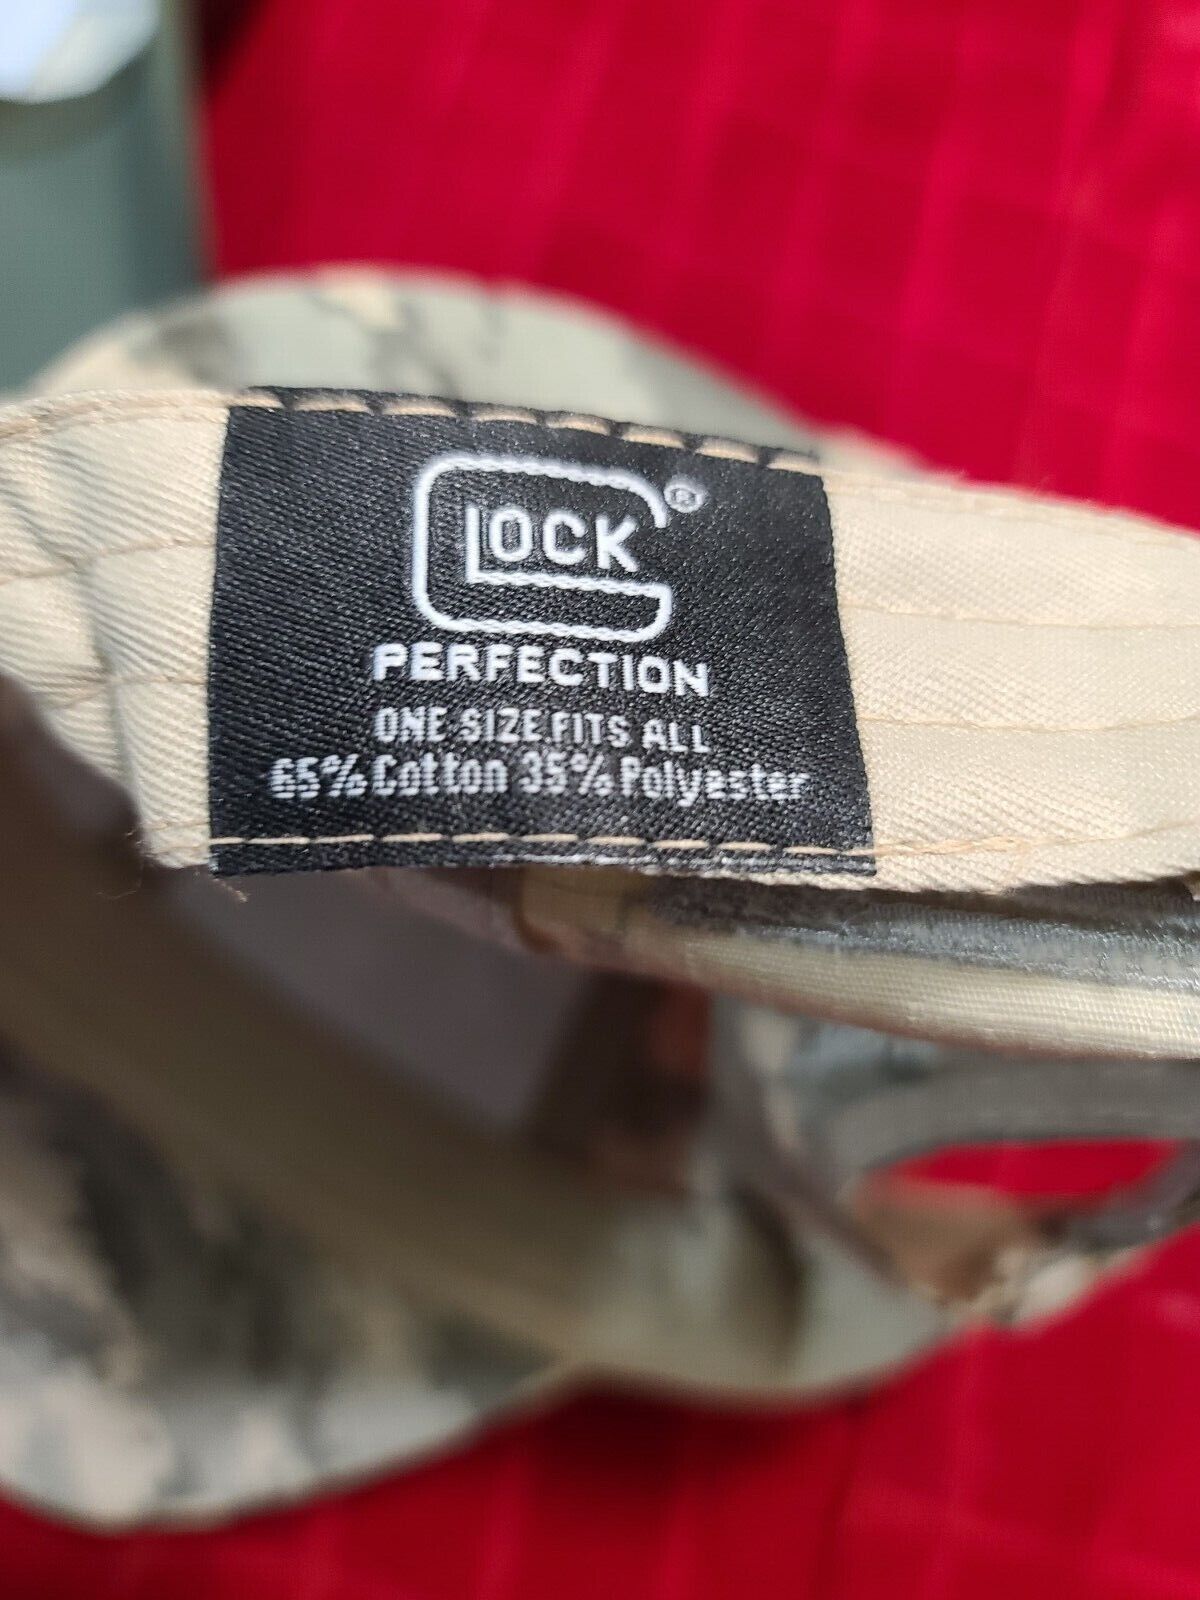 GLOCK®
PERFECTION
ONE SIZE FITS ALL
65% Cotton 35% Polyester